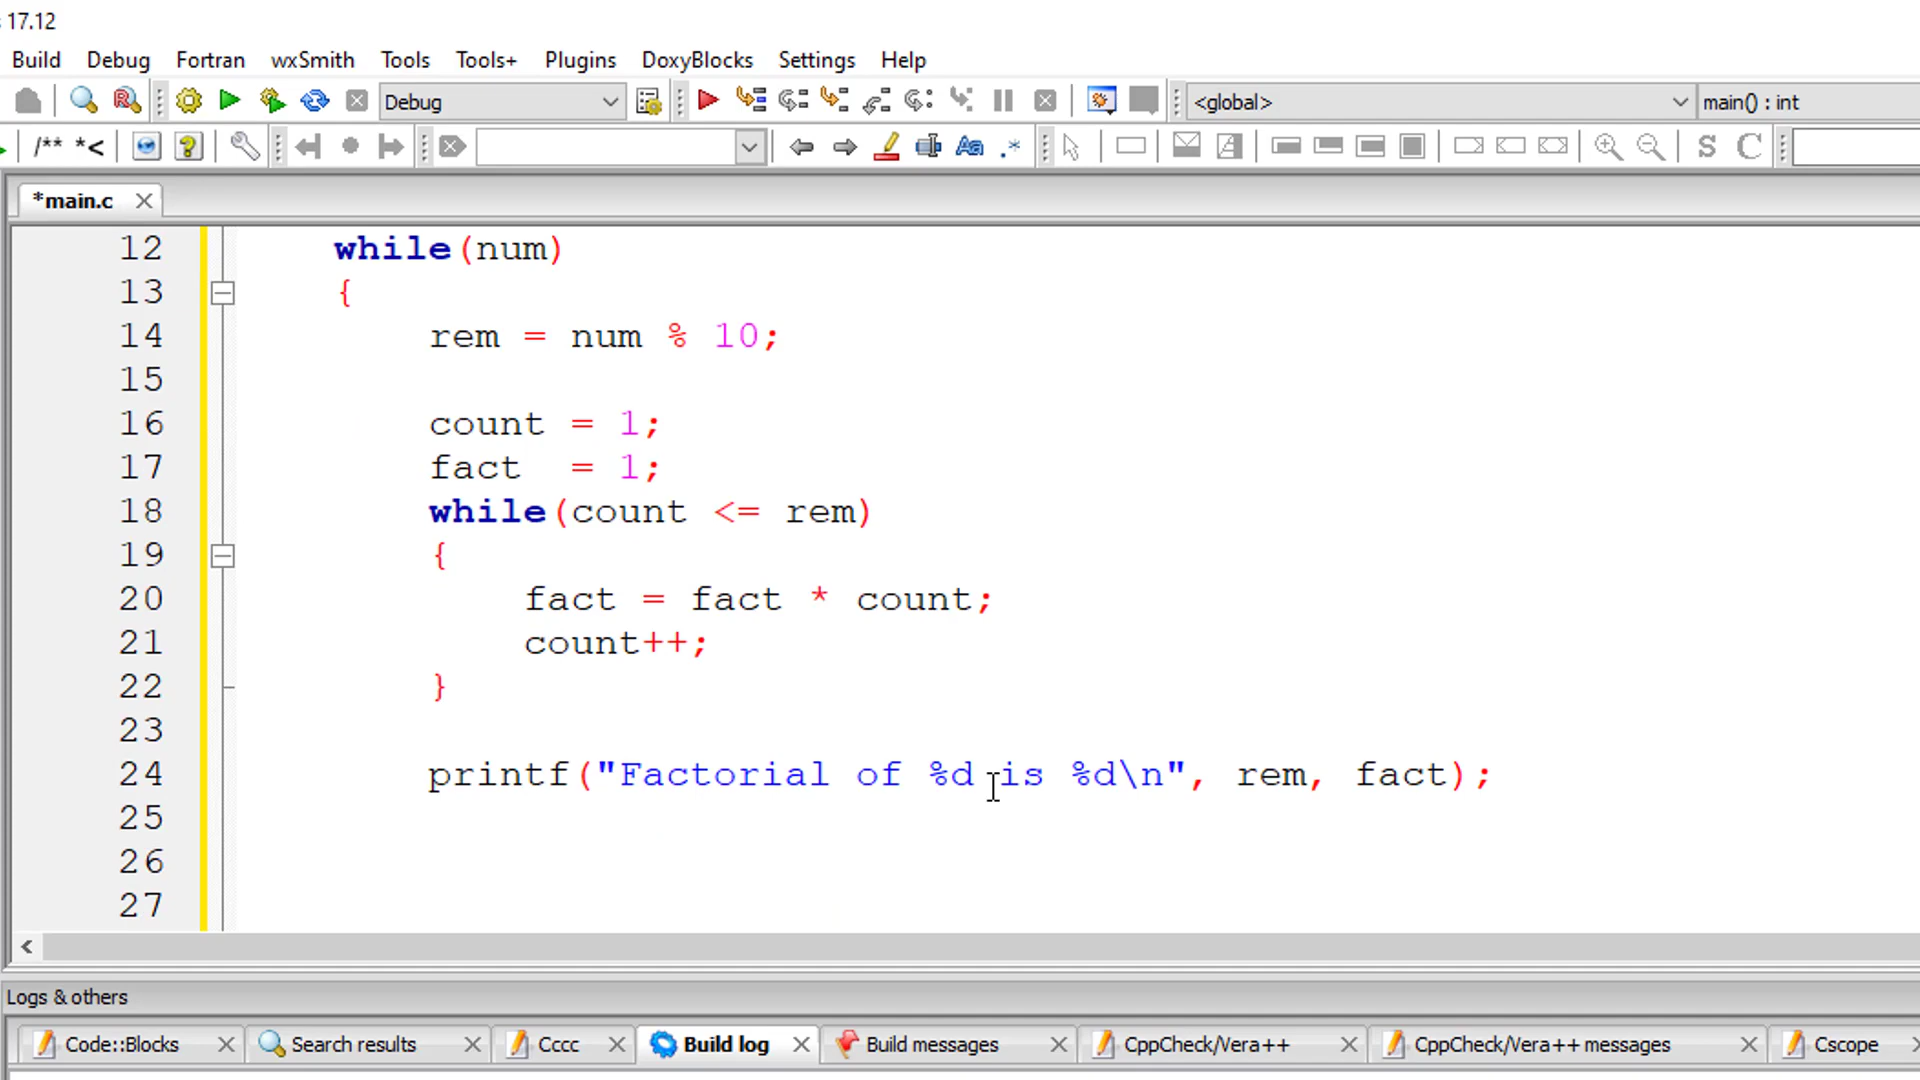 17.12
Build Debug Fortran wxSmith Tools Tools+ Plugins DoxyBlocks Settings Help
Debug <global> main() : int
/** *<
*main.c
12 while(num)
13 {
14 rem = num % 10;
15
16 count = 1;
17 fact  = 1;
18 while(count <= rem)
19 {
20 fact = fact * count;
21 count++;
22 }
23
24 printf("Factorial of %d is %d\n", rem, fact);
25
26
27
Logs & others
Code::Blocks Search results Cccc Build log Build messages CppCheck/Vera++ CppCheck/Vera++ messages Cscope